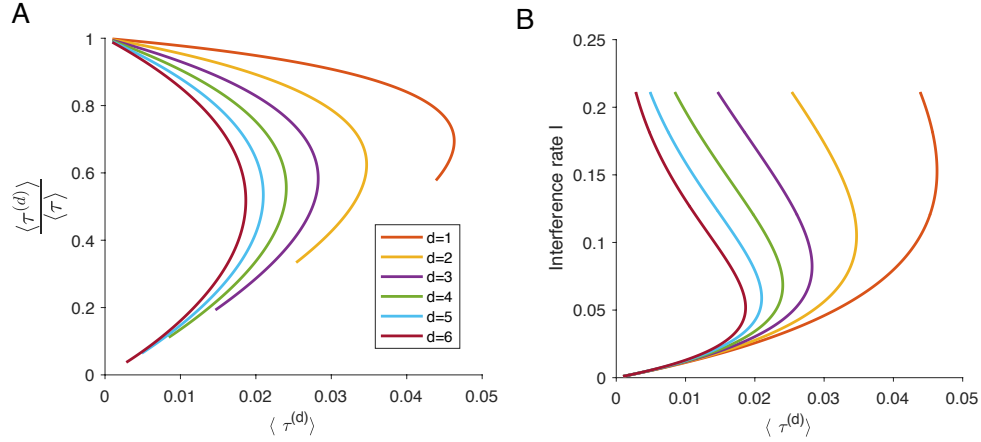 A
1
0.8
0.6
0.4
0.2
0
⟨τ^(d)⟩
⟨τ⟩
d=1
d=2
d=3
d=4
d=5
d=6
0 0.01 0.02 0.03 0.04 0.05
⟨ τ^(d)⟩
B
0.25
0.2
0.15
0.1
0.05
0
Interference rate I
0 0.01 0.02 0.03 0.04 0.05
⟨ τ^(d)⟩